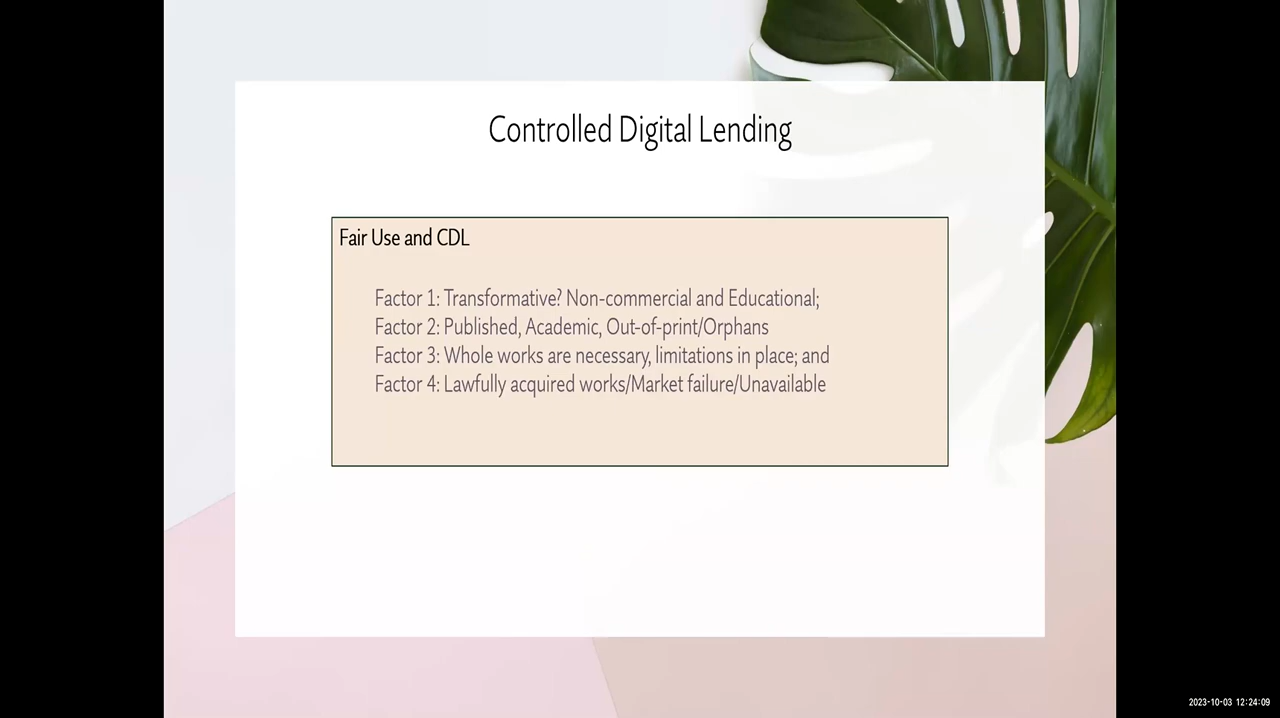 Controlled Digital Lending
Fair Use and CDL
Factor 1: Transformative? Non-commercial and Educational;
Factor 2: Published, Academic, Out-of-print/Orphans
Factor 3: Whole works are necessary, limitations in place; and
Factor 4: Lawfully acquired works/Market failure/Unavailable
2023-10-03 12:24:09